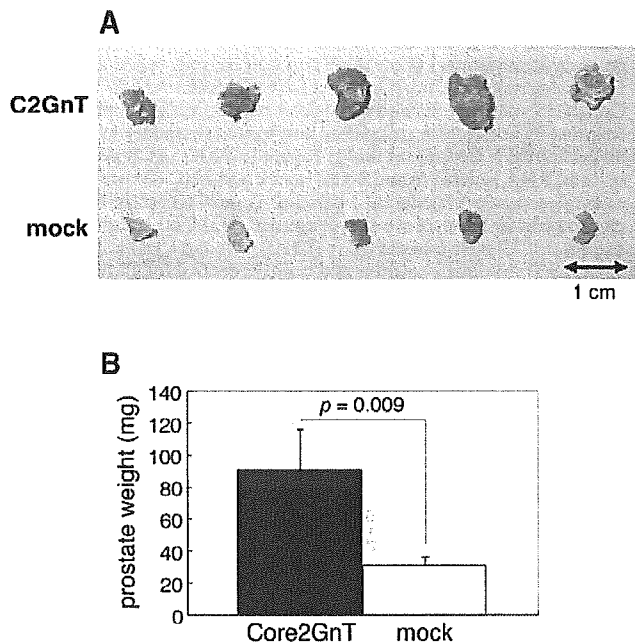 A
C2GnT
mock
1 cm
B
p = 0.009
prostate weight (mg)
140
120
100
80
60
40
20
0
Core2GnT
mock